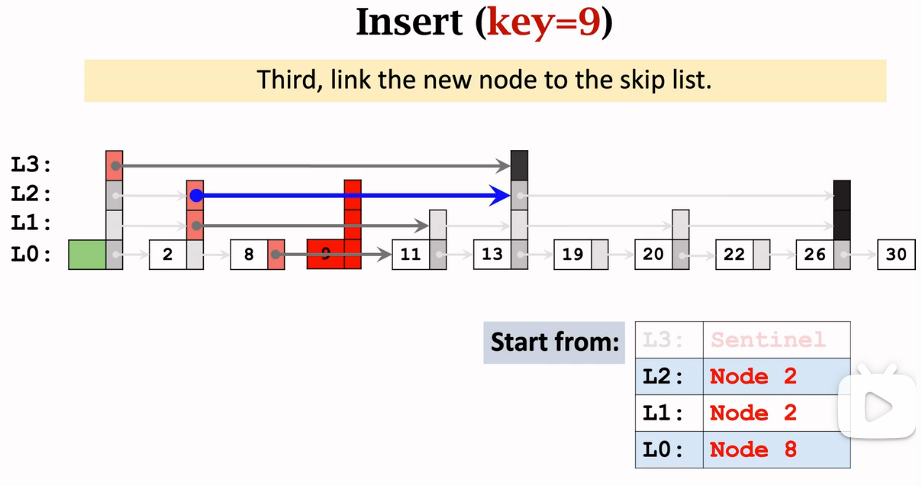 Insert (key=9)
Third, link the new node to the skip list.
L3:
L2:
L1:
L0: 2 8 9 11 13 19 20 22 26 30
Start from:
L3: Sentinel
L2: Node 2
L1: Node 2
L0: Node 8